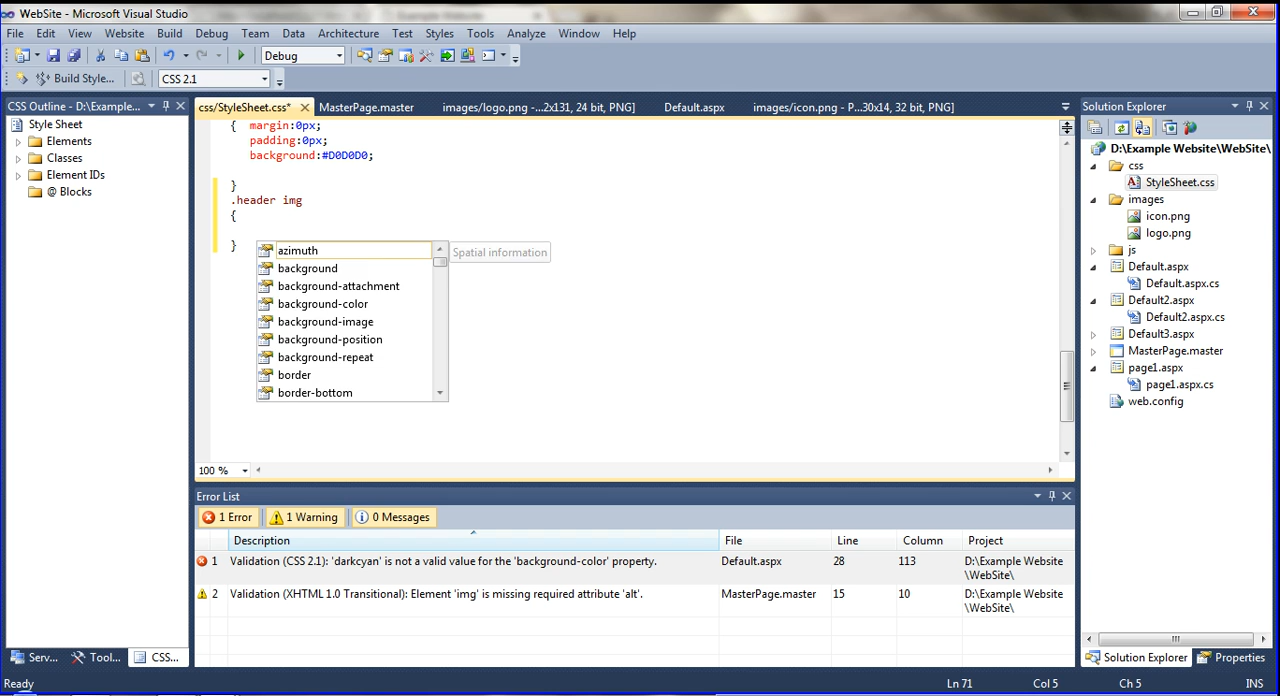 WebSite - Microsoft Visual Studio
File Edit View Website Build Debug Team Data Architecture Test Styles Tools Analyze Window Help
Debug
Build Style... CSS 2.1
CSS Outline - D:\Example...
Style Sheet
Elements
Classes
Element IDs
@ Blocks
Serv... Tool... CSS...
css/StyleSheet.css* MasterPage.master images/logo.png -...2x131, 24 bit, PNG] Default.aspx images/icon.png - P...30x14, 32 bit, PNG]
{ margin:0px;
padding:0px;
background:#D0D0D0;
}
.header img
{
}
azimuth
Spatial information
background
background-attachment
background-color
background-image
background-position
background-repeat
border
border-bottom
100 %
Error List
1 Error 1 Warning 0 Messages
Description File Line Column Project
1 Validation (CSS 2.1): 'darkcyan' is not a valid value for the 'background-color' property. Default.aspx 28 113 D:\Example Website
\WebSite\
2 Validation (XHTML 1.0 Transitional): Element 'img' is missing required attribute 'alt'. MasterPage.master 15 10 D:\Example Website
\WebSite\
Solution Explorer
D:\Example Website\WebSite\
css
StyleSheet.css
images
icon.png
logo.png
js
Default.aspx
Default.aspx.cs
Default2.aspx
Default2.aspx.cs
Default3.aspx
MasterPage.master
page1.aspx
page1.aspx.cs
web.config
Solution Explorer Properties
Ready Ln 71 Col 5 Ch 5 INS